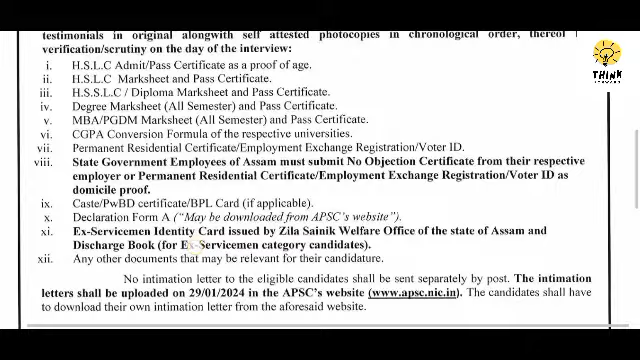 testimonials in original alongwith self attested photocopies in chronological order, thereof
verification/scrutiny on the day of the interview:
THINK
i. H.S.L.C Admit/Pass Certificate as a proof of age.
ii. H.S.L.C Marksheet and Pass Certificate.
iii. H.S.S.L.C / Diploma Marksheet and Pass Certificate.
iv. Degree Marksheet (All Semester) and Pass Certificate.
v. MBA/PGDM Marksheet (All Semester) and Pass Certificate.
vi. CGPA Conversion Formula of the respective universities.
vii. Permanent Residential Certificate/Employment Exchange Registration/Voter ID.
viii. State Government Employees of Assam must submit No Objection Certificate from their respective
employer or Permanent Residential Certificate/Employment Exchange Registration/Voter ID as
domicile proof.
ix. Caste/PwBD certificate/BPL Card (if applicable).
x. Declaration Form A ("May be downloaded from APSC's website").
xi. Ex-Servicemen Identity Card issued by Zila Sainik Welfare Office of the state of Assam and
Discharge Book (for Ex-Servicemen category candidates).
xii. Any other documents that may be relevant for their candidature.
No intimation letter to the eligible candidates shall be sent separately by post. The intimation
letters shall be uploaded on 29/01/2024 in the APSC's website (www.apsc.nic.in). The candidates shall have
to download their own intimation letter from the aforesaid website.